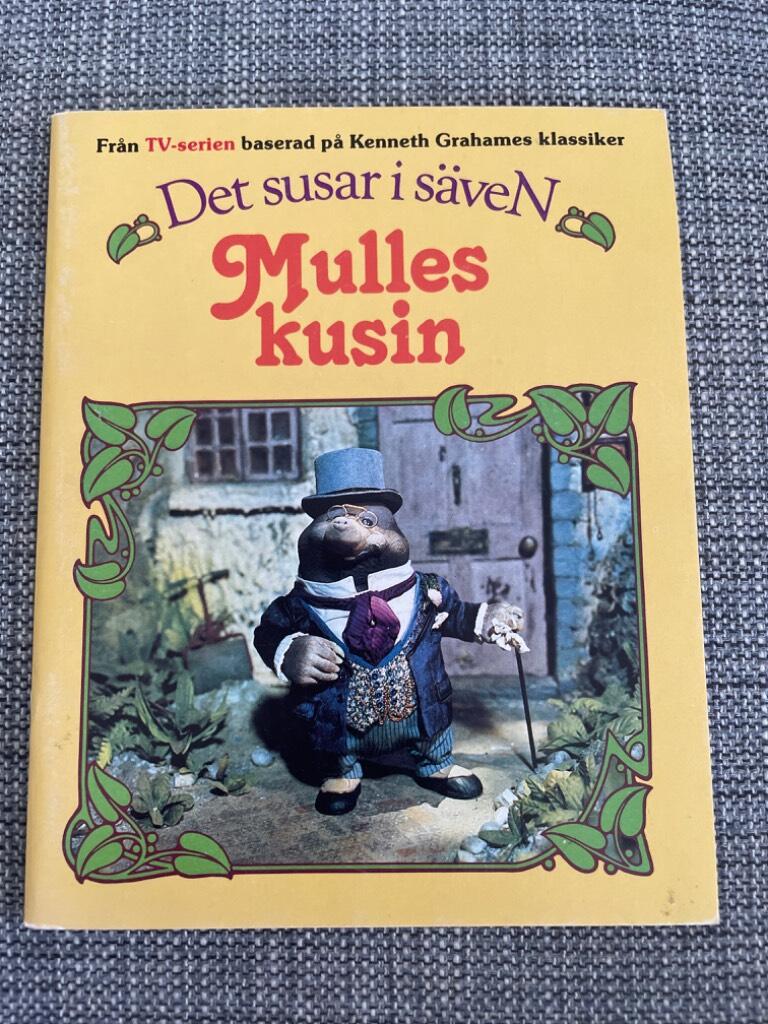 Från TV-serien baserad på Kenneth Grahames klassiker
Det susar i säveN
Mulles
kusin